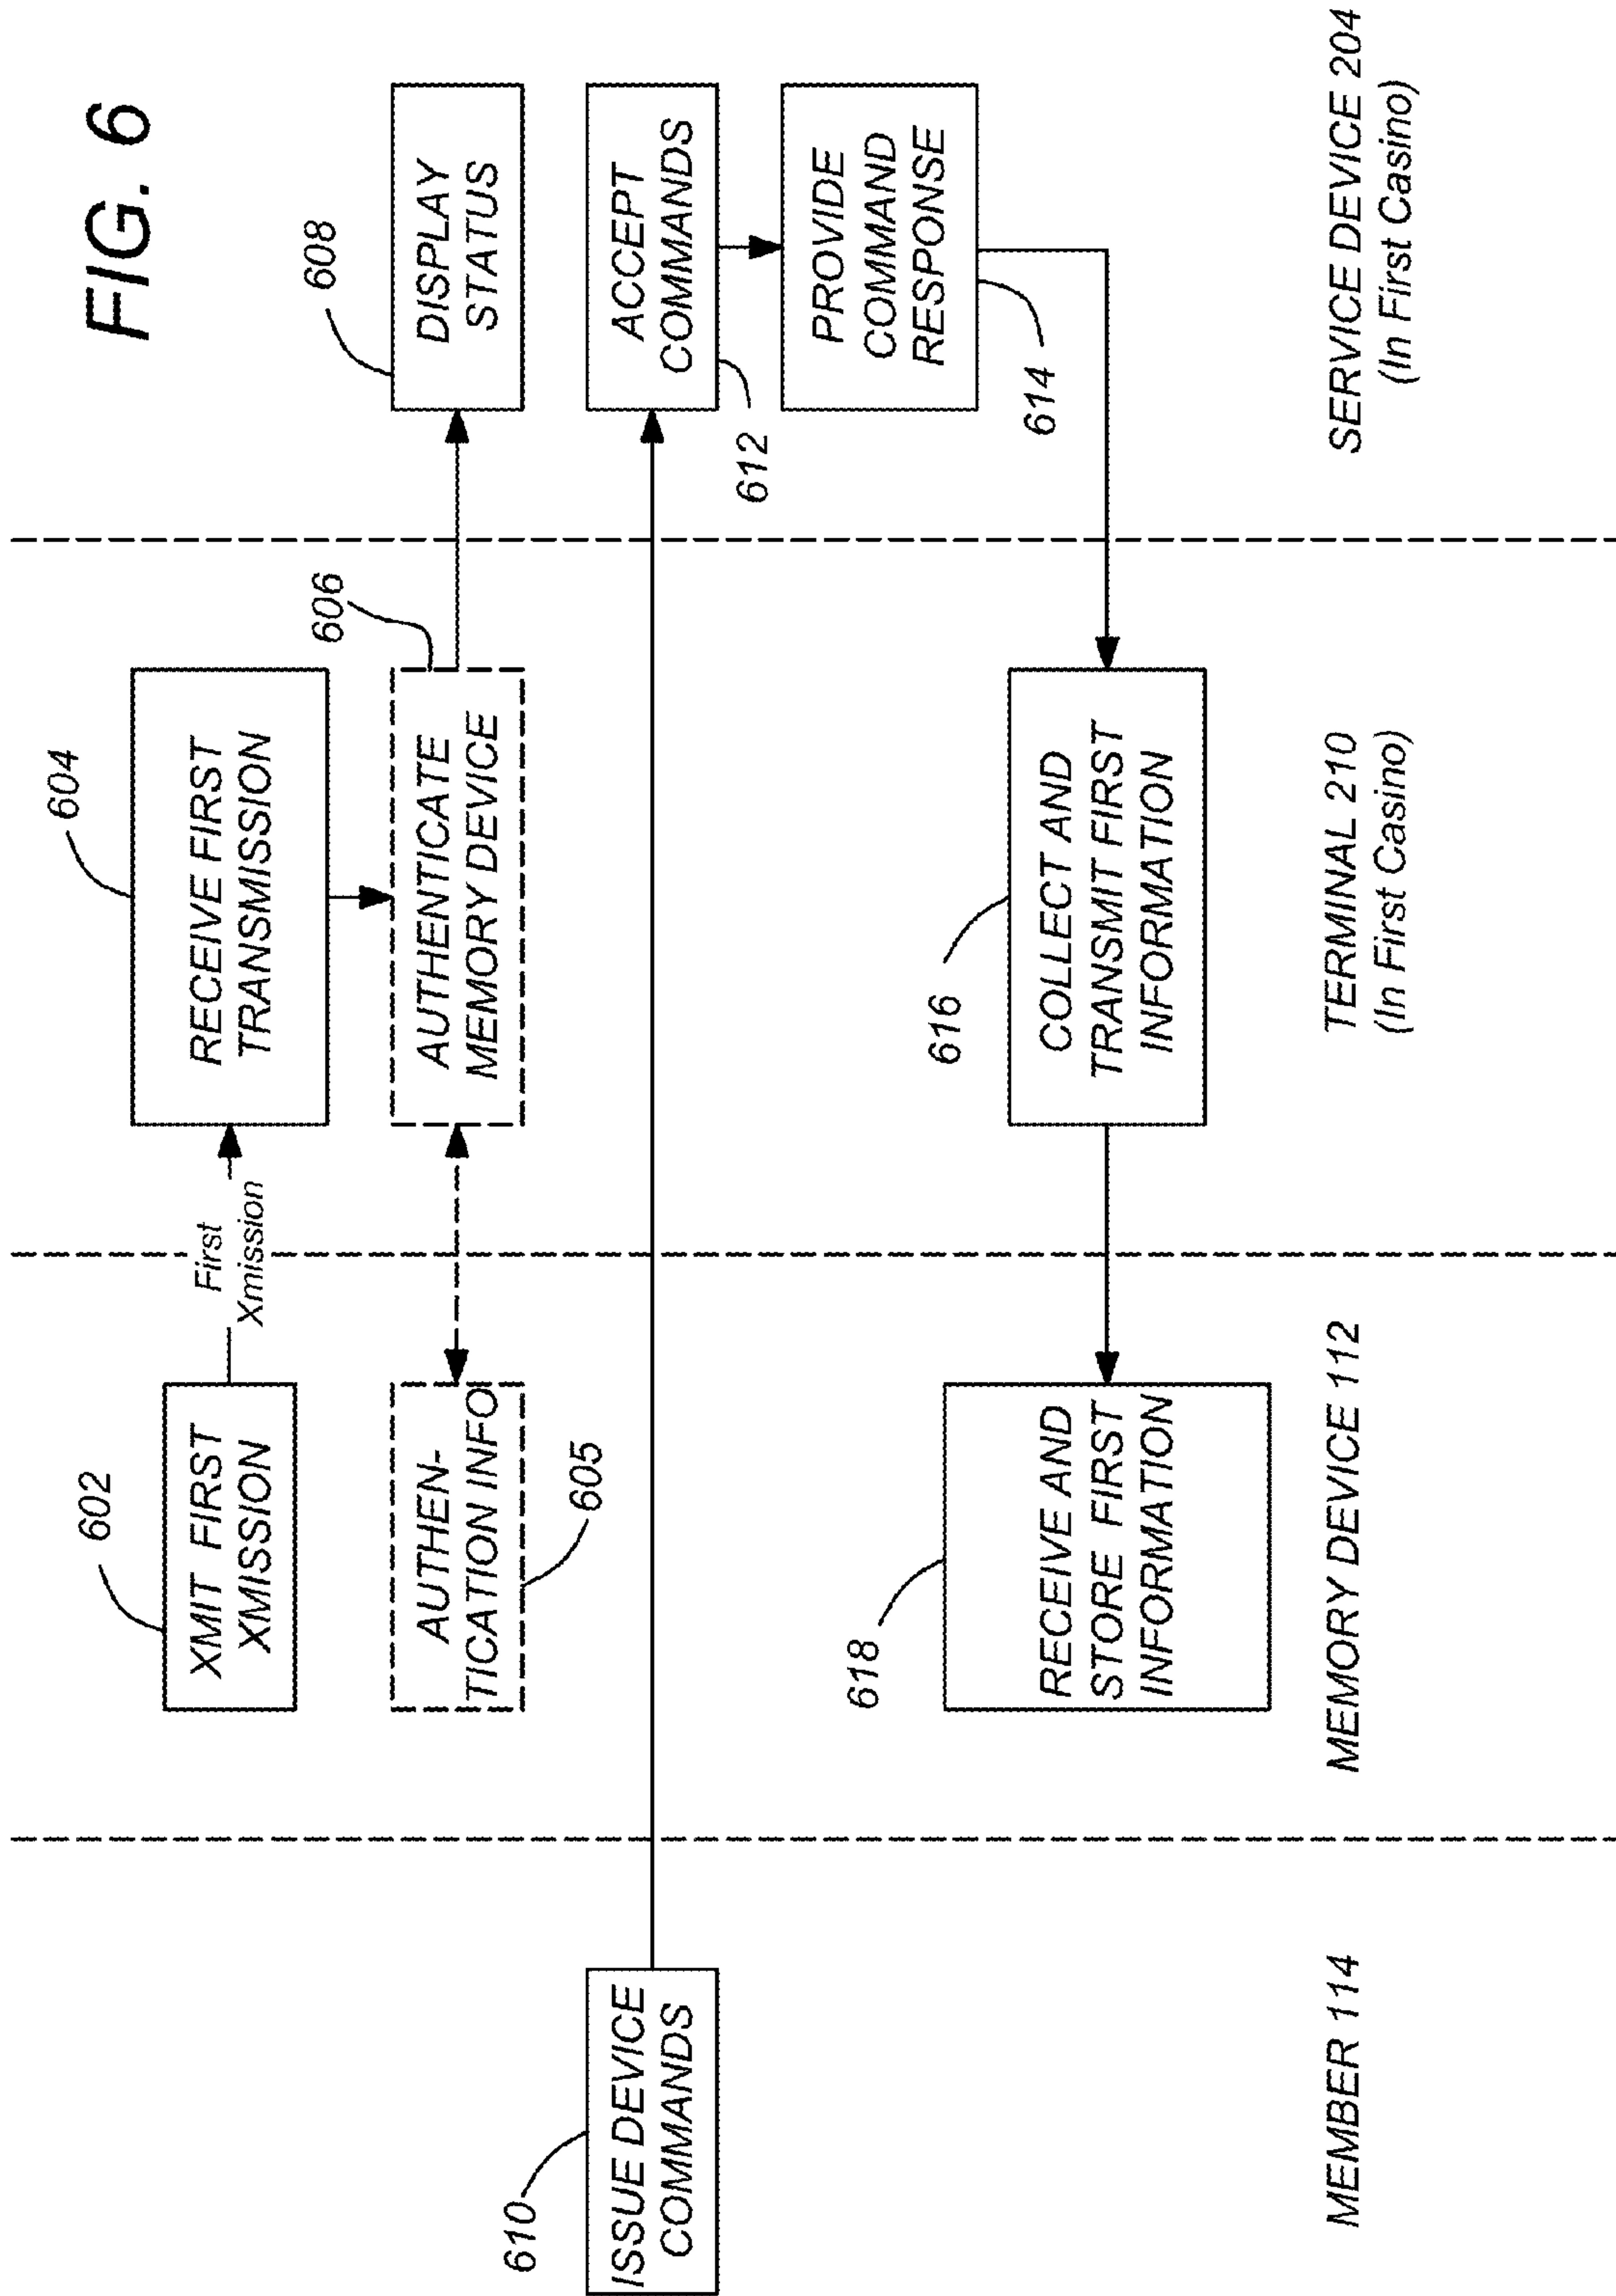 FIG. 6
602
XMIT FIRST
XMISSION
First
Xmission
604
RECEIVE FIRST
TRANSMISSION
AUTHEN-
TICATION INFO
605
606
AUTHENTICATE
MEMORY DEVICE
608
DISPLAY
STATUS
610
ISSUE DEVICE
COMMANDS
ACCEPT
COMMANDS
612
PROVIDE
COMMAND
RESPONSE
614
616
COLLECT AND
TRANSMIT FIRST
INFORMATION
618
RECEIVE AND
STORE FIRST
INFORMATION
MEMBER 114
MEMORY DEVICE 112
TERMINAL 210
(In First Casino)
SERVICE DEVICE 204
(In First Casino)